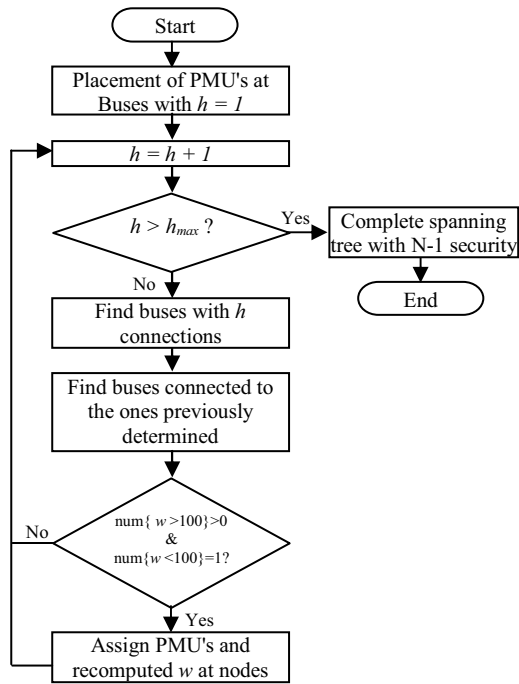 Start
Placement of PMU's at
Buses with h = 1
h = h + 1
h > hmax ?
Yes
Complete spanning
tree with N-1 security
End
No
Find buses with h
connections
Find buses connected to
the ones previously
determined
num{ w >100}>0
&
num{w <100}=1?
No
Yes
Assign PMU's and
recomputed w at nodes